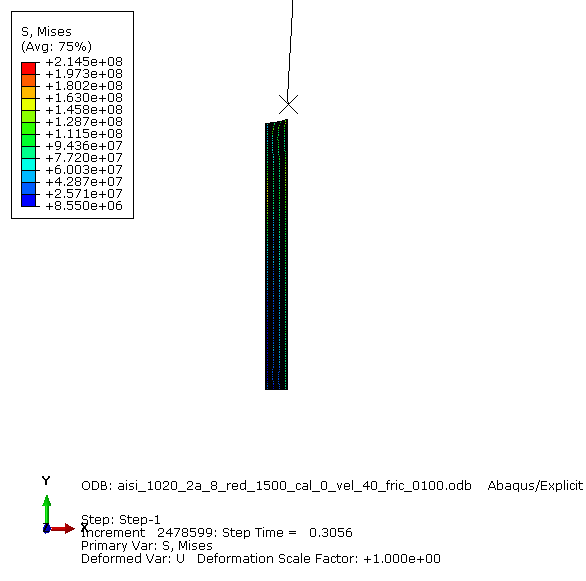 S, Mises
(Avg: 75%)
+2.145e+08
+1.973e+08
+1.802e+08
+1.630e+08
+1.458e+08
+1.287e+08
+1.115e+08
+9.436e+07
+7.720e+07
+6.003e+07
+4.287e+07
+2.571e+07
+8.550e+06
Y
ODB: aisi_1020_2a_8_red_1500_cal_0_vel_40_fric_0100.odb Abaqus/Explicit
X
Step: Step-1
Increment 2478599: Step Time = 0.3056
Primary Var: S, Mises
Deformed Var: U Deformation Scale Factor: +1.000e+00